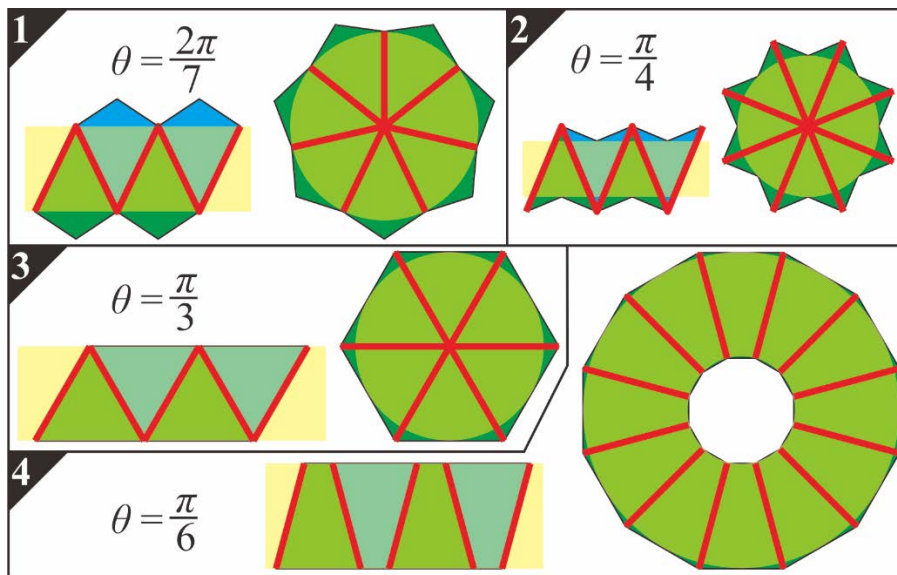 1
θ = 2π/7
2
θ = π/4
3
θ = π/3
4
θ = π/6